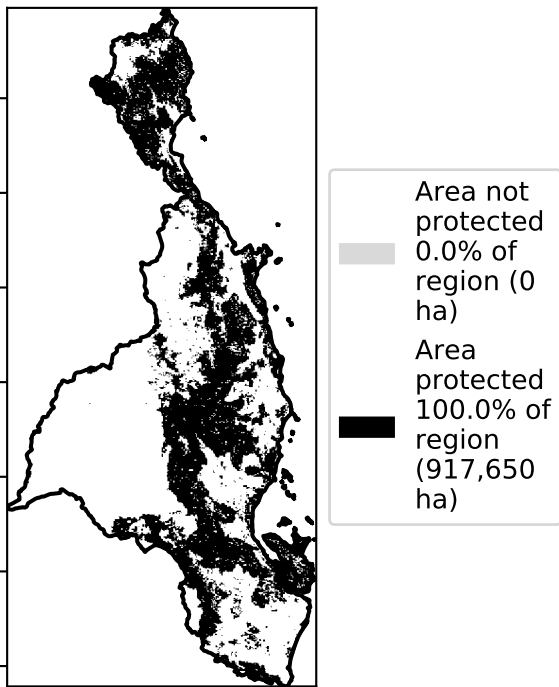 Area not
protected
0.0% of
region (0
ha)
Area
protected
100.0% of
region
(917,650
ha)